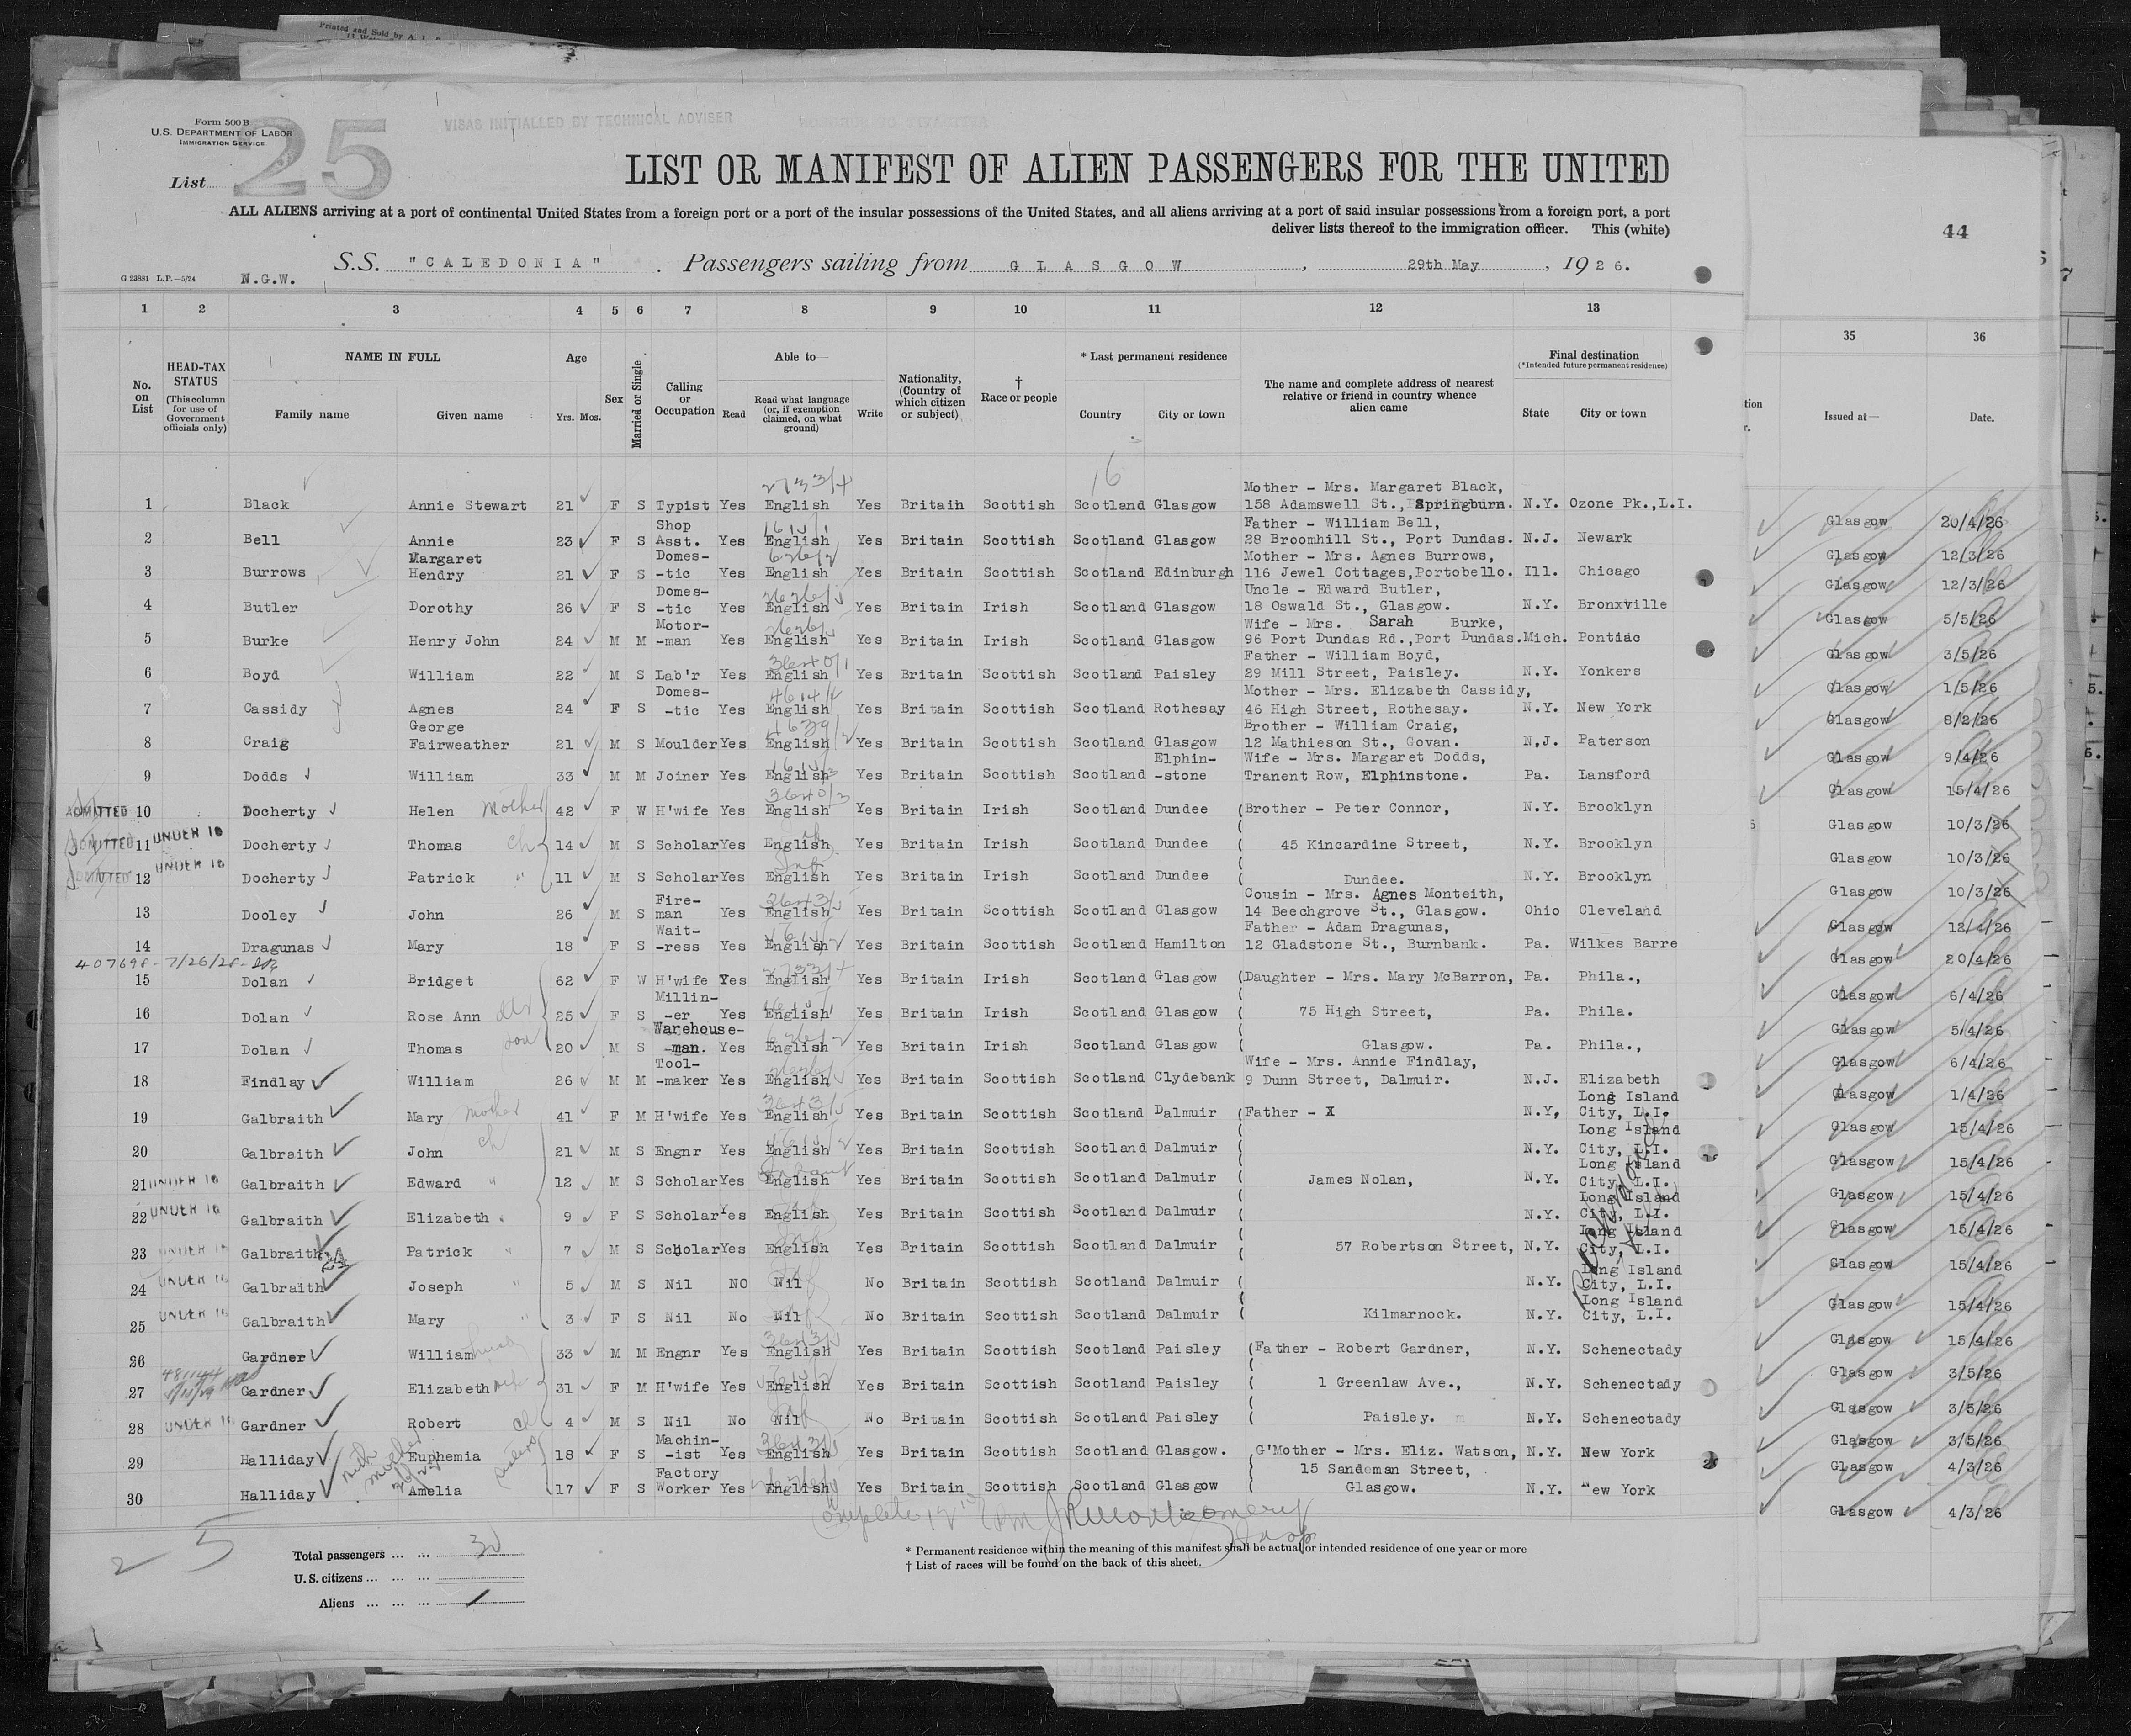 Printed and Sold by A. L.
Form 500 B
U.S. DEPARTMENT OF LABOR
IMMIGRATION SERVICE
List 25
VISAS INITIALLED BY TECHNICAL ADVISER
LIST OR MANIFEST OF ALIEN PASSENGERS FOR THE UNITED
ALL ALIENS arriving at a port of continental United States from a foreign port or a port of the insular possessions of the United States, and all aliens arriving at a port of said insular possessions from a foreign port, a port
deliver lists thereof to the immigration officer. This (white)
44
S.S. "CALEDONIA" . Passengers sailing from GLASGOW, 29th May, 1926.
G 23881 L.P.—5/24 N.G.W.
1 2 3 4 5 6 7 8 9 10 11 12 13 35 36
No. on List
HEAD-TAX STATUS (This column for use of Government officials only)
NAME IN FULL Family name Given name
Age Yrs. Mos.
Sex
Married or Single
Calling or Occupation
Able to— Read Read what language (or, if exemption claimed, on what ground) Write
Nationality, (Country of which citizen or subject)
† Race or people
* Last permanent residence Country City or town
The name and complete address of nearest relative or friend in country whence alien came
Final destination (*Intended future permanent residence) State City or town
Issued at— Date.
16
1 Black Annie Stewart 21 F S Typist Yes English Yes Britain Scottish Scotland Glasgow Mother - Mrs. Margaret Black, 158 Adamswell St., Springburn. N.Y. Ozone Pk.,L.I. Glasgow 20/4/26
2 Bell Annie 23 F S Shop Asst. Yes English Yes Britain Scottish Scotland Glasgow Father - William Bell, 28 Broomhill St., Port Dundas. N.J. Newark Glasgow 12/3/26
3 Burrows Margaret Hendry 21 F S Domes- -tic Yes English Yes Britain Scottish Scotland Edinburgh Mother - Mrs. Agnes Burrows, 116 Jewel Cottages,Portobello. Ill. Chicago Glasgow 12/3/26
4 Butler Dorothy 26 F S Domes- -tic Yes English Yes Britain Irish Scotland Glasgow Uncle - Edward Butler, 18 Oswald St., Glasgow. N.Y. Bronxville Glasgow 5/5/26
5 Burke Henry John 24 M M Motor- -man Yes English Yes Britain Irish Scotland Glasgow Wife - Mrs. Sarah Burke, 96 Port Dundas Rd.,Port Dundas. Mich. Pontiac Glasgow 3/5/26
6 Boyd William 22 M S Lab'r Yes English Yes Britain Scottish Scotland Paisley Father - William Boyd, 29 Mill Street, Paisley. N.Y. Yonkers Glasgow 1/5/26
7 Cassidy Agnes 24 F S Domes- -tic Yes English Yes Britain Scottish Scotland Rothesay Mother - Mrs. Elizabeth Cassidy, 46 High Street, Rothesay. N.Y. New York Glasgow 8/2/26
8 Craig George Fairweather 21 M S Moulder Yes English Yes Britain Scottish Scotland Glasgow Brother - William Craig, 12 Mathieson St., Govan. N,J. Paterson Glasgow 9/4/26
9 Dodds William 33 M M Joiner Yes English Yes Britain Scottish Scotland Elphin- -stone Wife - Mrs. Margaret Dodds, Tranent Row, Elphinstone. Pa. Lansford Glasgow 15/4/26
ADMITTED 10 Docherty Helen Mother 42 F W H'wife Yes English Yes Britain Irish Scotland Dundee (Brother - Peter Connor, N.Y. Brooklyn Glasgow 10/3/26
ADMITTED 11 UNDER 16 Docherty Thomas ch 14 M S Scholar Yes English Yes Britain Irish Scotland Dundee ( 45 Kincardine Street, N.Y. Brooklyn Glasgow 10/3/26
ADMITTED 12 UNDER 16 Docherty Patrick " 11 M S Scholar Yes English Yes Britain Irish Scotland Dundee ( Dundee. N.Y. Brooklyn Glasgow 10/3/26
13 Dooley John 26 M S Fire- man Yes English Yes Britain Scottish Scotland Glasgow Cousin - Mrs. Agnes Monteith, 14 Beechgrove St., Glasgow. Ohio Cleveland Glasgow 12/4/26
14 Dragunas Mary 18 F S Wait- -ress Yes English Yes Britain Scottish Scotland Hamilton Father - Adam Dragunas, 12 Gladstone St., Burnbank. Pa. Wilkes Barre Glasgow 20/4/26
407698 - 7/26/28
15 Dolan Bridget 62 F W H'wife Yes English Yes Britain Irish Scotland Glasgow (Daughter - Mrs. Mary McBarron, Pa. Phila., Glasgow 6/4/26
16 Dolan Rose Ann dtr 25 F S Millin- -er Yes English Yes Britain Irish Scotland Glasgow ( 75 High Street, Pa. Phila. Glasgow 5/4/26
17 Dolan Thomas son 20 M S Warehouse- -man. Yes English Yes Britain Irish Scotland Glasgow ( Glasgow. Pa. Phila., Glasgow 6/4/26
18 Findlay William 26 M M Tool- -maker Yes English Yes Britain Scottish Scotland Clydebank Wife - Mrs. Annie Findlay, 9 Dunn Street, Dalmuir. N.J. Elizabeth Glasgow 1/4/26
19 Galbraith Mary mother 41 F M H'wife Yes English Yes Britain Scottish Scotland Dalmuir (Father - X N.Y, Long Island City, L.I. Glasgow 15/4/26
20 Galbraith John ch 21 M S Engnr Yes English Yes Britain Scottish Scotland Dalmuir ( N.Y. Long Island City, L.I. Glasgow 15/4/26
21 UNDER 16 Galbraith Edward " 12 M S Scholar Yes English Yes Britain Scottish Scotland Dalmuir ( James Nolan, N.Y. Long Island City, L.I. Glasgow 15/4/26
22 UNDER 16 Galbraith Elizabeth " 9 F S Scholar Yes English Yes Britain Scottish Scotland Dalmuir ( N.Y. Long Island City, L.I. Glasgow 15/4/26
23 UNDER 16 Galbraith Patrick " 7 M S Scholar Yes English Yes Britain Scottish Scotland Dalmuir 57 Robertson Street, N.Y. Long Island City, L.I. Glasgow 15/4/26
24 UNDER 16 Galbraith Joseph " 5 M S Nil NO Nil No Britain Scottish Scotland Dalmuir ( N.Y. Long Island City, L.I. Glasgow 15/4/26
25 UNDER 16 Galbraith Mary " 3 F S Nil No Nil No Britain Scottish Scotland Dalmuir ( Kilmarnock. N.Y. Long Island City, L.I. Glasgow 15/4/26
26 Gardner William 33 M M Engnr Yes English Yes Britain Scottish Scotland Paisley (Father - Robert Gardner, N.Y. Schenectady Glasgow 3/5/26
27 Gardner Elizabeth 31 F M H'wife Yes English Yes Britain Scottish Scotland Paisley ( 1 Greenlaw Ave., N.Y. Schenectady Glasgow 3/5/26
28 UNDER 16 Gardner Robert ch 4 M S Nil No Nil No Britain Scottish Scotland Paisley ( Paisley. N.Y. Schenectady Glasgow 3/5/26
29 Halliday Euphemia sisters 18 F S Machin- -ist Yes English Yes Britain Scottish Scotland Glasgow. G'Mother - Mrs. Eliz. Watson, 15 Sandeman Street, N.Y. New York Glasgow 4/3/26
30 Halliday Amelia 17 F S Factory Worker Yes English Yes Britain Scottish Scotland Glasgow Glasgow. N.Y. New York Glasgow 4/3/26
2 5
Total passengers ... ... 30
U.S. citizens ... ... ...
Aliens ... ... ...
* Permanent residence within the meaning of this manifest shall be actual or intended residence of one year or more
† List of races will be found on the back of this sheet.